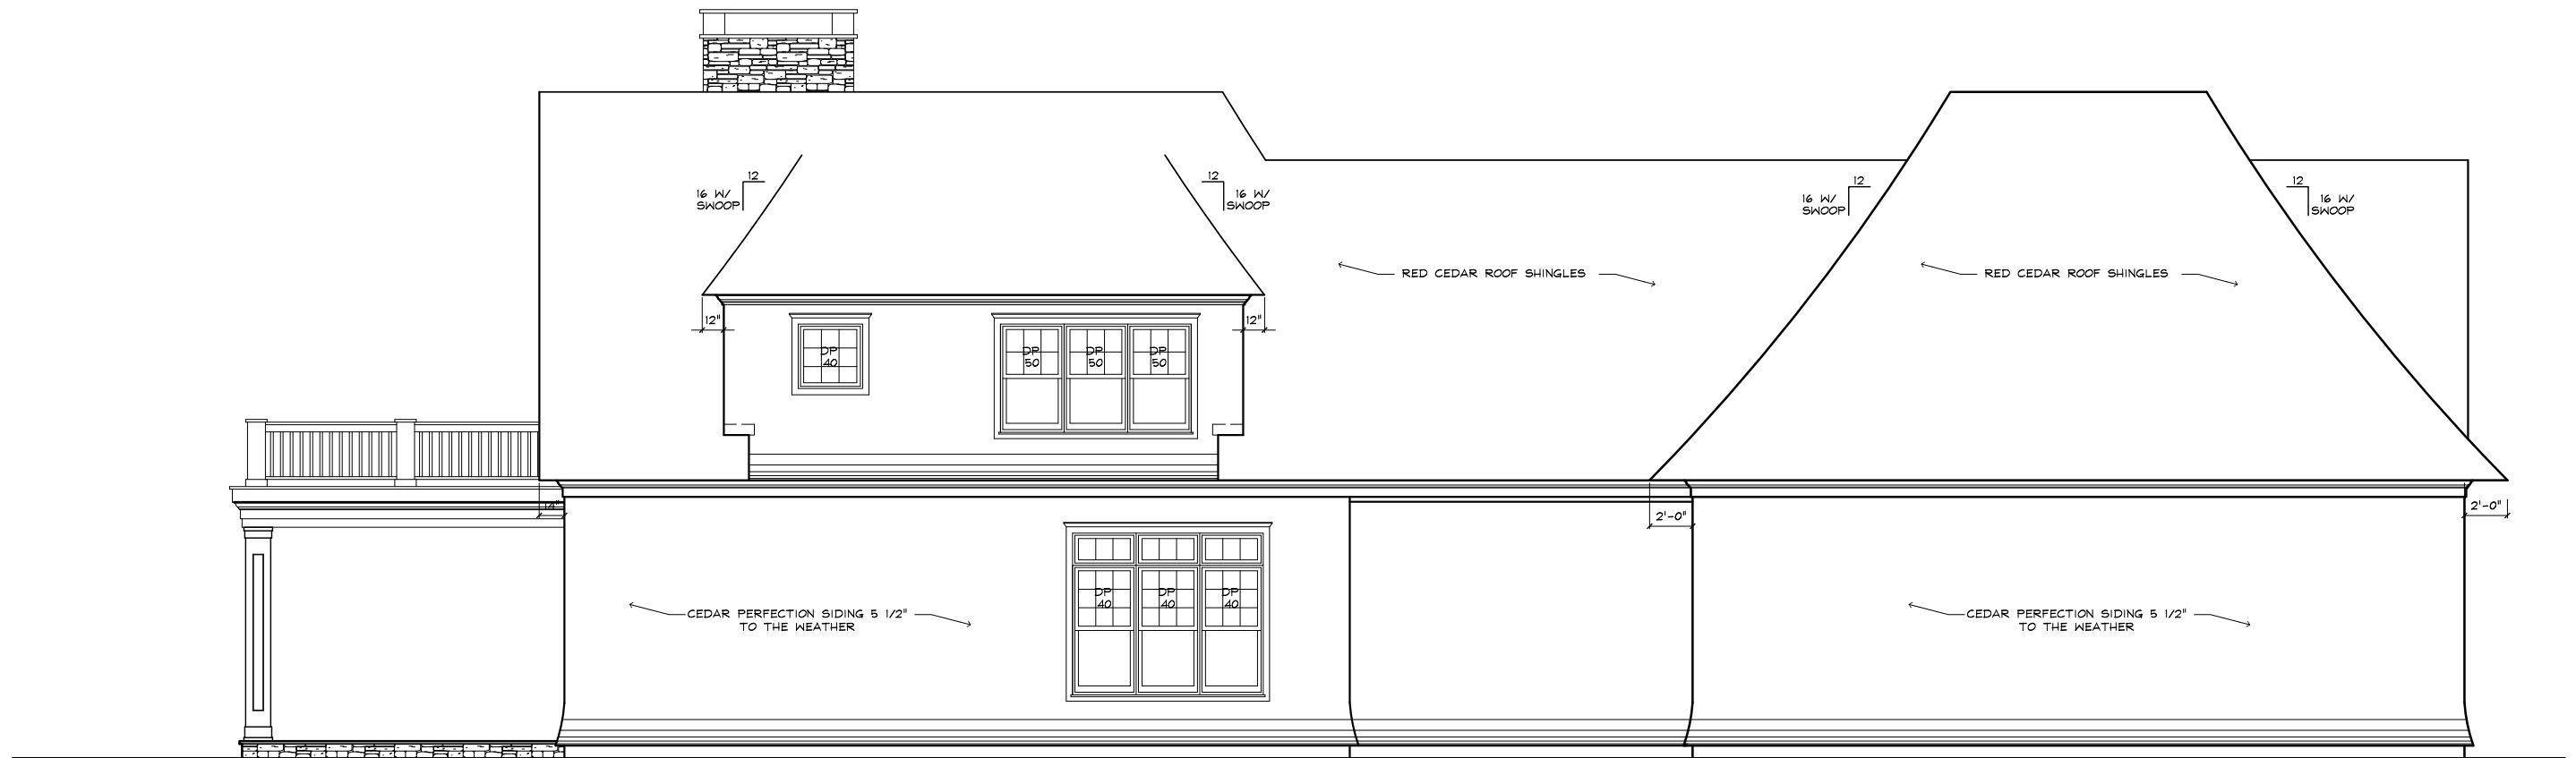 12
16 W/
SWOOP
12
16 W/
SWOOP
12
16 W/
SWOOP
12
16 W/
SWOOP
RED CEDAR ROOF SHINGLES
RED CEDAR ROOF SHINGLES
12"
12"
DP
40
DP
50
DP
50
DP
50
14"
2'-0"
2'-0"
DP
40
DP
40
DP
40
CEDAR PERFECTION SIDING 5 1/2"
TO THE WEATHER
CEDAR PERFECTION SIDING 5 1/2"
TO THE WEATHER